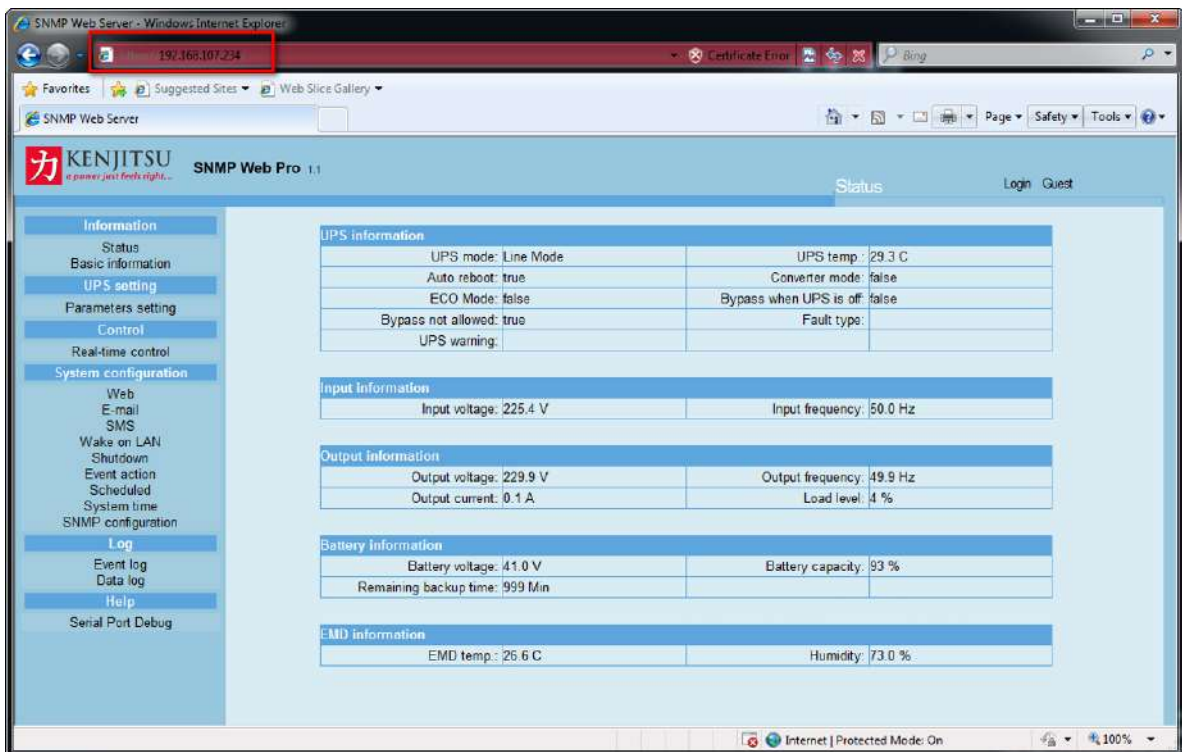 SNMP Web Server - Windows Internet Explorer
192.168.107.234
Certificate Error
Bing
Favorites
Suggested Sites
Web Slice Gallery
SNMP Web Server
Page
Safety
Tools
力 KENJITSU
a power just feels right...
SNMP Web Pro 1.1
Status
Login Guest
Information
Status
Basic information
UPS setting
Parameters setting
Control
Real-time control
System configuration
Web
E-mail
SMS
Wake on LAN
Shutdown
Event action
Scheduled
System time
SNMP configuration
Log
Event log
Data log
Help
Serial Port Debug
UPS information
UPS mode: Line Mode UPS temp.: 29.3 C
Auto reboot: true Converter mode: false
ECO Mode: false Bypass when UPS is off: false
Bypass not allowed: true Fault type:
UPS warning:
Input information
Input voltage: 225.4 V Input frequency: 50.0 Hz
Output information
Output voltage: 229.9 V Output frequency: 49.9 Hz
Output current: 0.1 A Load level: 4 %
Battery information
Battery voltage: 41.0 V Battery capacity: 93 %
Remaining backup time: 999 Min
EMD information
EMD temp.: 26.6 C Humidity: 73.0 %
Internet | Protected Mode: On
100%